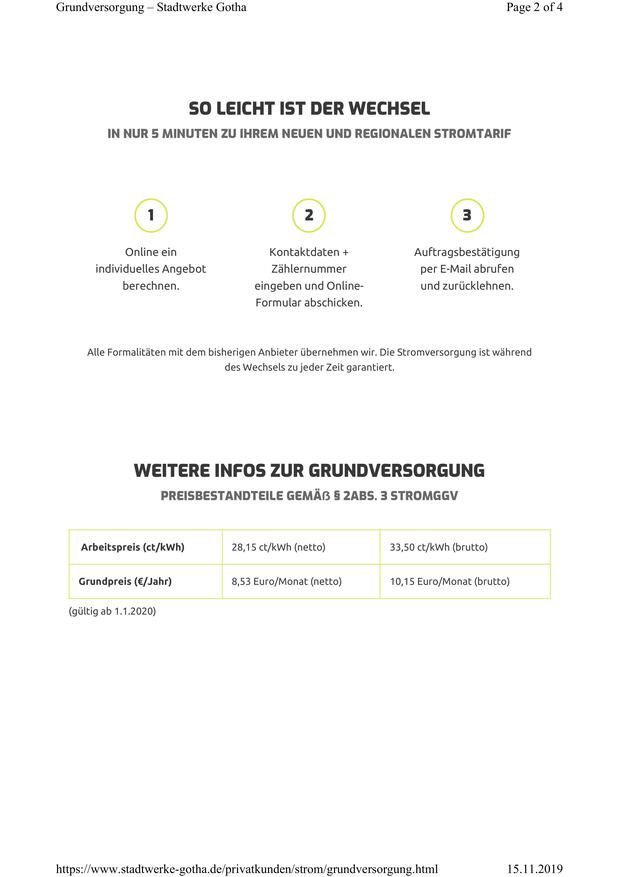 Grundversorgung – Stadtwerke Gotha Page 2 of 4
SO LEICHT IST DER WECHSEL
IN NUR 5 MINUTEN ZU IHREM NEUEN UND REGIONALEN STROMTARIF
1
Online ein
individuelles Angebot
berechnen.
2
Kontaktdaten +
Zählernummer
eingeben und Online-
Formular abschicken.
3
Auftragsbestätigung
per E-Mail abrufen
und zurücklehnen.
Alle Formalitäten mit dem bisherigen Anbieter übernehmen wir. Die Stromversorgung ist während
des Wechsels zu jeder Zeit garantiert.
WEITERE INFOS ZUR GRUNDVERSORGUNG
PREISBESTANDTEILE GEMÄß § 2ABS. 3 STROMGGV
Arbeitspreis (ct/kWh) 28,15 ct/kWh (netto) 33,50 ct/kWh (brutto)
Grundpreis (€/Jahr) 8,53 Euro/Monat (netto) 10,15 Euro/Monat (brutto)
(gültig ab 1.1.2020)
https://www.stadtwerke-gotha.de/privatkunden/strom/grundversorgung.html 15.11.2019